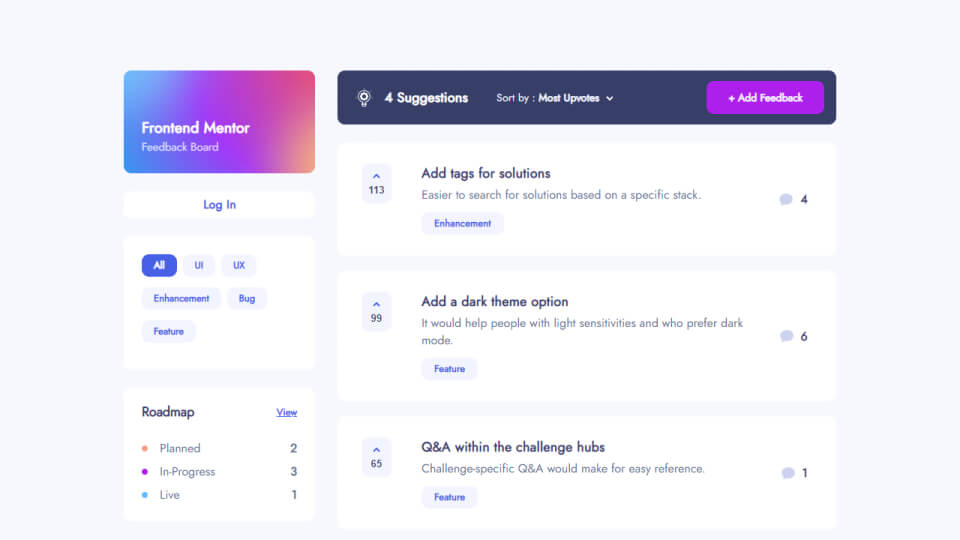 Frontend Mentor
Feedback Board
Log In
All UI UX
Enhancement Bug
Feature
Roadmap View
Planned 2
In-Progress 3
Live 1
4 Suggestions Sort by : Most Upvotes + Add Feedback
113
Add tags for solutions
Easier to search for solutions based on a specific stack.
Enhancement
4
99
Add a dark theme option
It would help people with light sensitivities and who prefer dark
mode.
Feature
6
65
Q&A within the challenge hubs
Challenge-specific Q&A would make for easy reference.
Feature
1